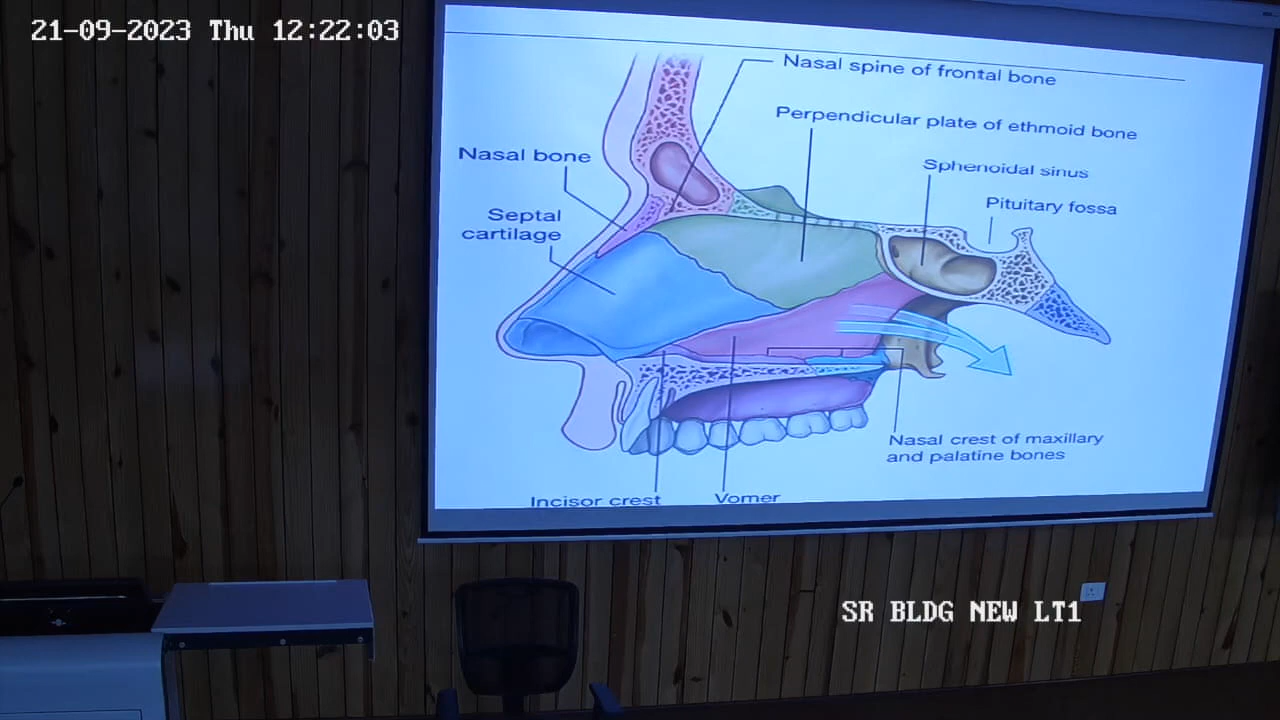 21-09-2023 Thu 12:22:03
Nasal spine of frontal bone
Perpendicular plate of ethmoid bone
Nasal bone
Sphenoidal sinus
Pituitary fossa
Septal
cartilage
Nasal crest of maxillary
and palatine bones
Incisor crest
Vomer
SR BLDG NEW LT1